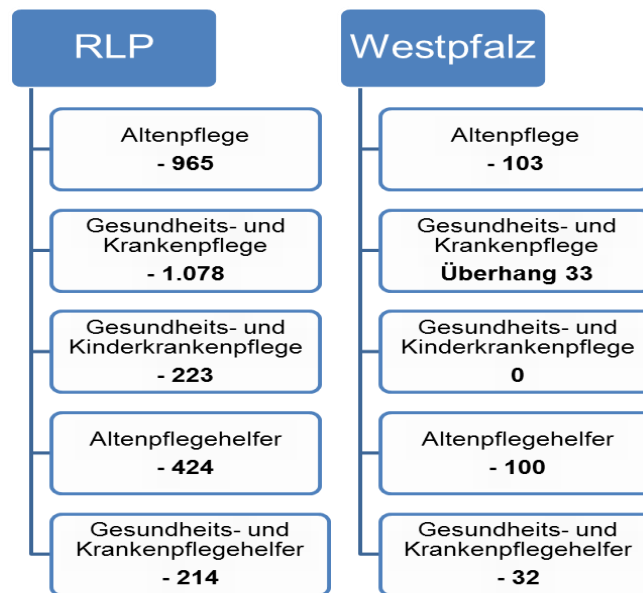 RLP
Altenpflege
- 965
Gesundheits- und
Krankenpflege
- 1.078
Gesundheits- und
Kinderkrankenpflege
- 223
Altenpflegehelfer
- 424
Gesundheits- und
Krankenpflegehelfer
- 214
Westpfalz
Altenpflege
- 103
Gesundheits- und
Krankenpflege
Überhang 33
Gesundheits- und
Kinderkrankenpflege
0
Altenpflegehelfer
- 100
Gesundheits- und
Krankenpflegehelfer
- 32